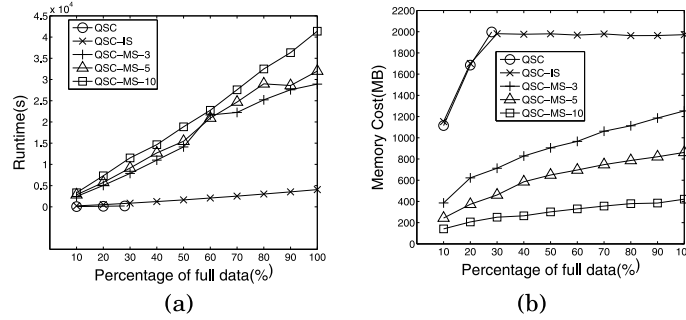 5 x 10⁴
QSC
QSC-IS
QSC-MS-3
QSC-MS-5
QSC-MS-10
4.5
4
3.5
3
2.5
2
1.5
1
0.5
0
Runtime(s)
10 20 30 40 50 60 70 80 90 100
Percentage of full data(%)
(a)
2200
2000
1800
1600
1400
1200
1000
800
600
400
200
0
Memory Cost(MB)
QSC
QSC-IS
QSC-MS-3
QSC-MS-5
QSC-MS-10
10 20 30 40 50 60 70 80 90 100
Percentage of full data(%)
(b)